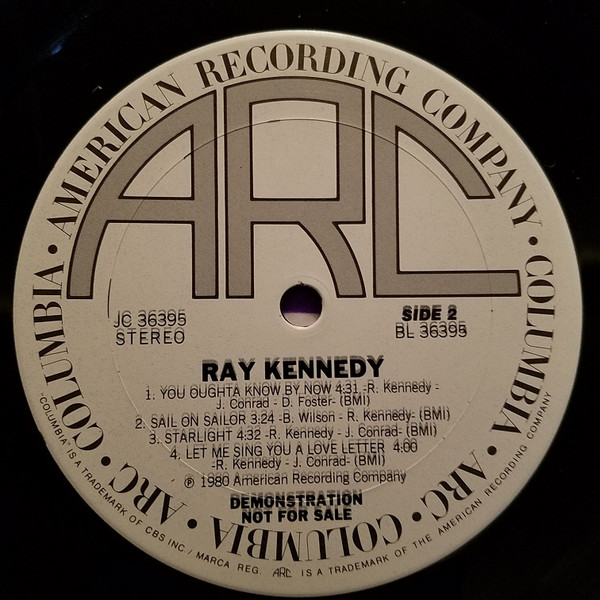 • AMERICAN RECORDING COMPANY • COLUMBIA • ARC • COLUMBIA • ARC • COLUMBIA
ARC
JC 36395
STEREO
SIDE 2
BL 36395
RAY KENNEDY
1. YOU OUGHTA KNOW BY NOW 4:31 -R. Kennedy -
J. Conrad - D. Foster- (BMI)
2. SAIL ON SAILOR 3:24 -B. Wilson - R. Kennedy- (BMI)
3. STARLIGHT 4:32 -R. Kennedy - J. Conrad- (BMI)
4. LET ME SING YOU A LOVE LETTER 4:00
-R. Kennedy - J. Conrad- (BMI)
℗ 1980 American Recording Company
DEMONSTRATION
NOT FOR SALE
"COLUMBIA" IS A TRADEMARK OF CBS INC./ MARCA REG. ARC IS A TRADEMARK OF THE AMERICAN RECORDING COMPANY